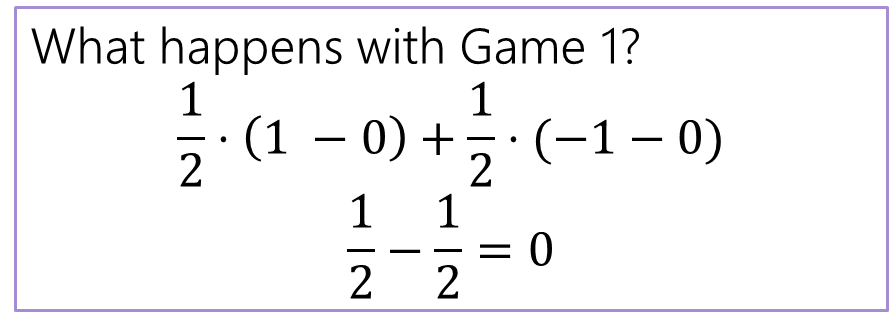 What happens with Game 1?
1/2 · (1 − 0) + 1/2 · (−1 − 0)
1/2 − 1/2 = 0